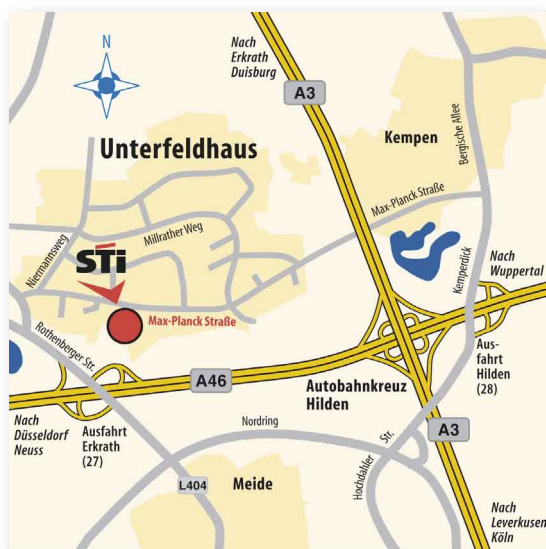 N
Nach
Erkrath
Duisburg
A3
Kempen
Bergische Allee
Unterfeldhaus
Max-Planck Straße
Millrather Weg
Niermannsweg
STi
Kemperdick
Nach
Wuppertal
Max-Planck Straße
Rothenberger Str.
Aus-
fahrt
Hilden
(28)
A46
Autobahnkreuz
Hilden
Nach
Düsseldorf
Neuss
Ausfahrt
Erkrath
(27)
Nordring
A3
Hochdahler Str.
L404
Meide
Nach
Leverkusen
Köln